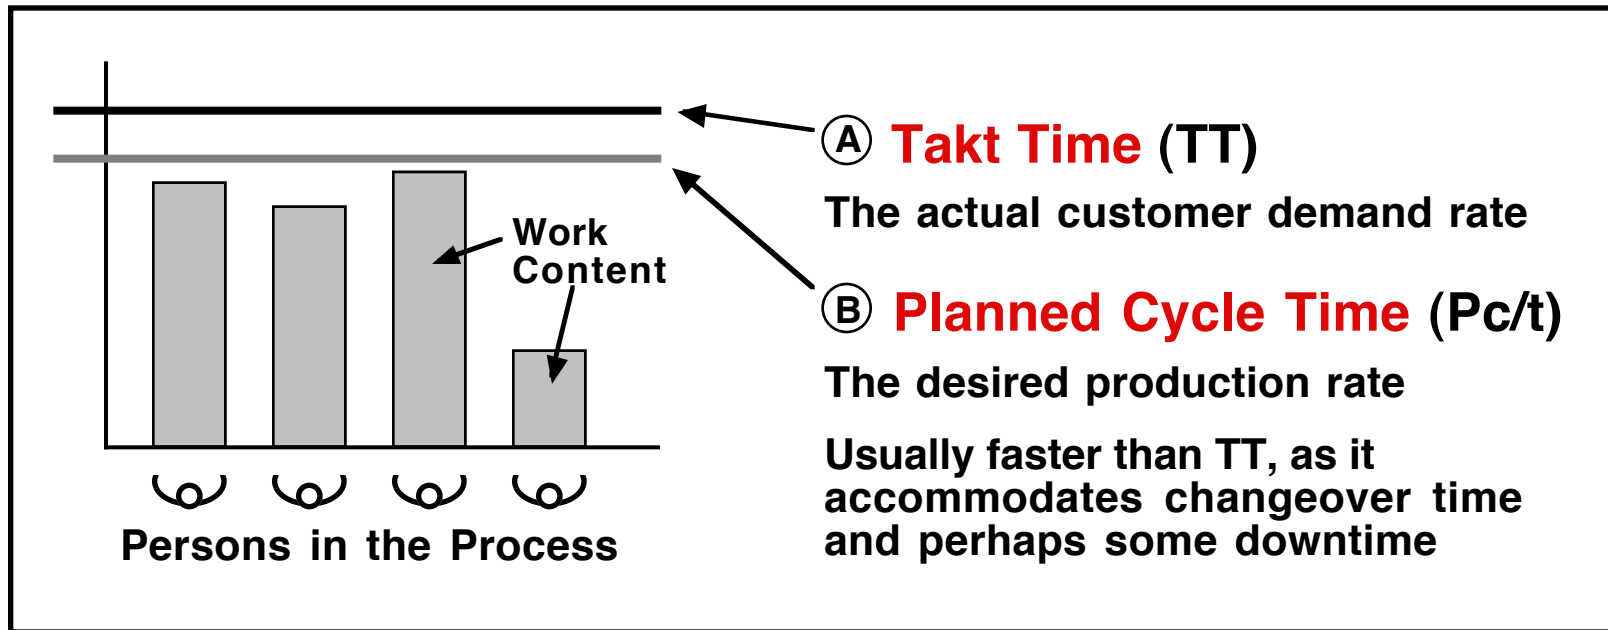 A Takt Time (TT)
The actual customer demand rate
Work
Content
B Planned Cycle Time (Pc/t)
The desired production rate
Usually faster than TT, as it
accommodates changeover time
and perhaps some downtime
Persons in the Process